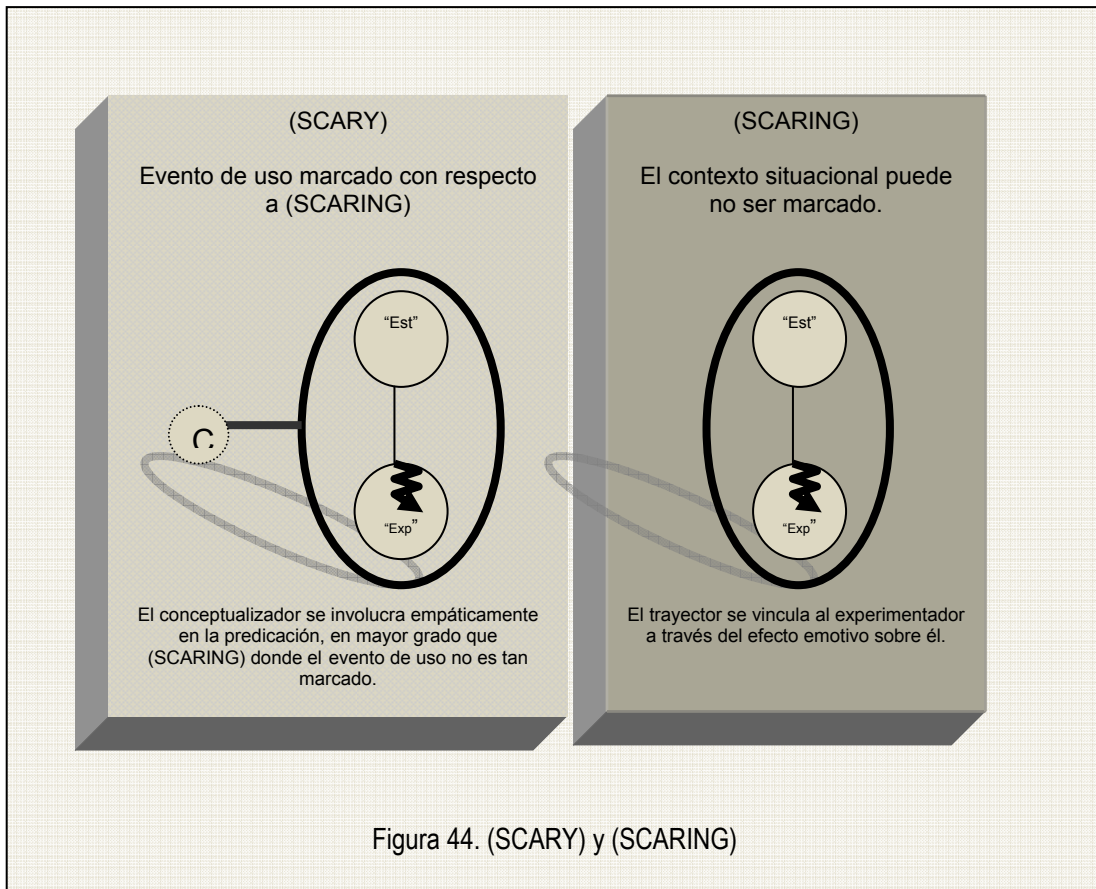 (SCARY)
Evento de uso marcado con respecto
a (SCARING)
“Est”
C
“Exp”
El conceptualizador se involucra empáticamente
en la predicación, en mayor grado que
(SCARING) donde el evento de uso no es tan
marcado.
(SCARING)
El contexto situacional puede
no ser marcado.
“Est”
“Exp”
El trayector se vincula al experimentador
a través del efecto emotivo sobre él.
Figura 44. (SCARY) y (SCARING)